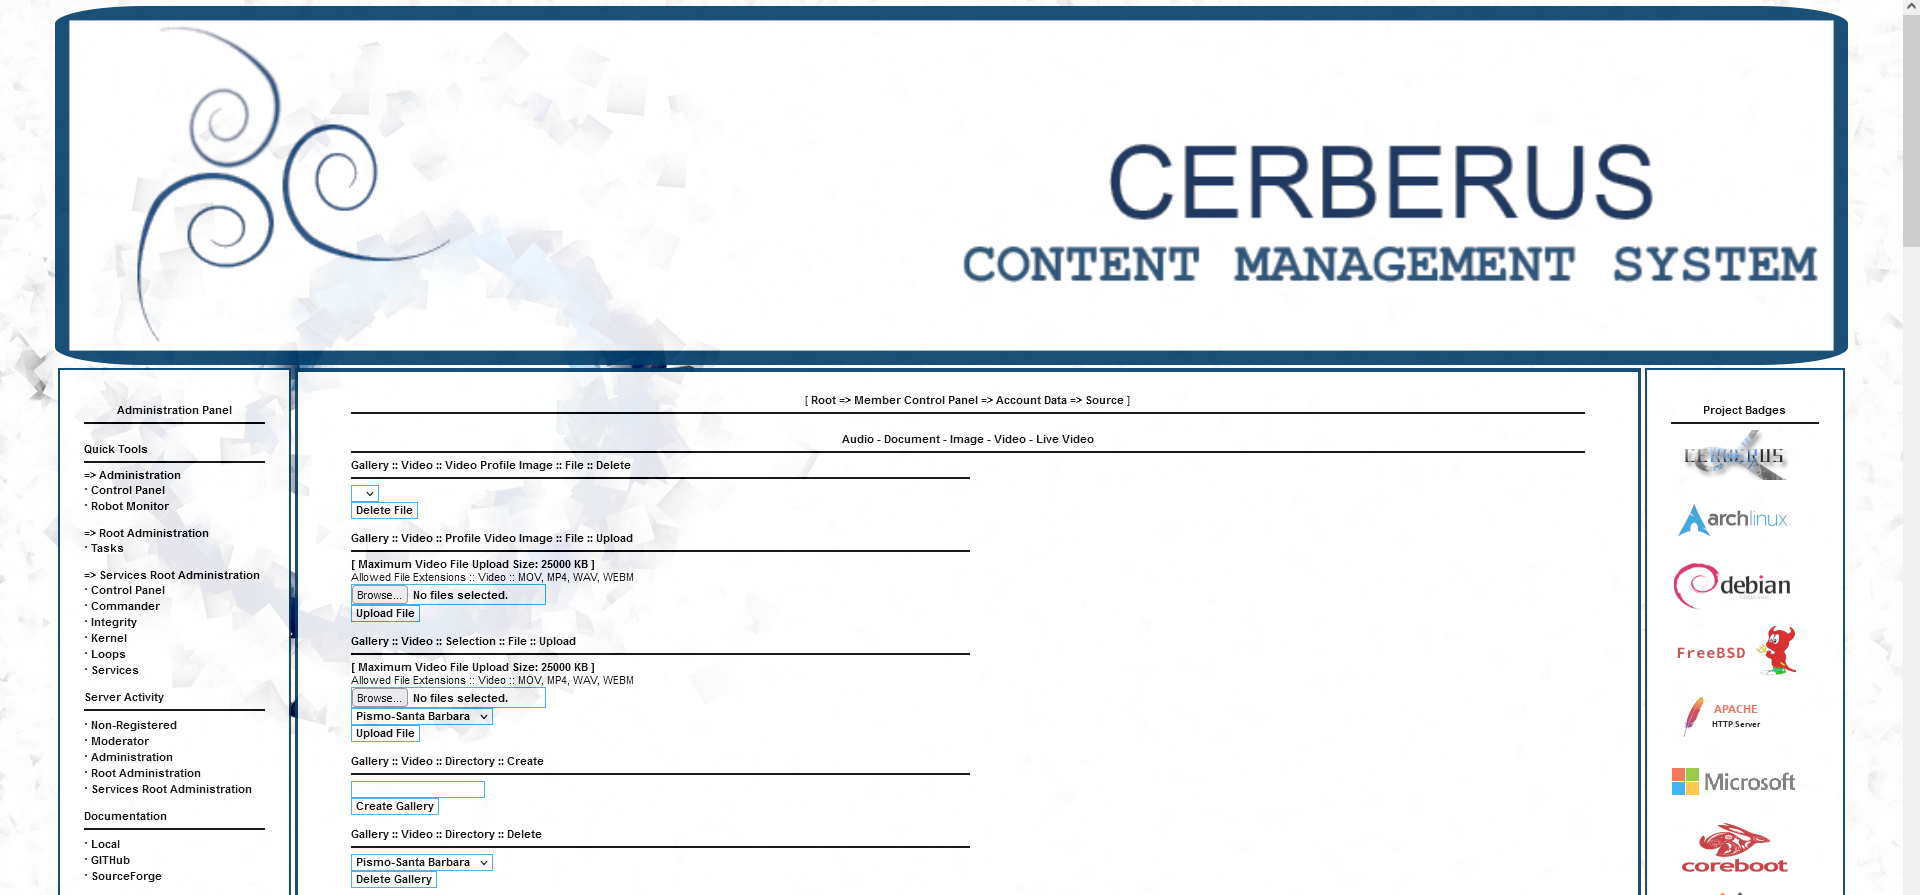 CERBERUS
CONTENT MANAGEMENT SYSTEM
Administration Panel
Quick Tools
=> Administration
· Control Panel
· Robot Monitor
=> Root Administration
· Tasks
=> Services Root Administration
· Control Panel
· Commander
· Integrity
· Kernel
· Loops
· Services
Server Activity
· Non-Registered
· Moderator
· Administration
· Root Administration
· Services Root Administration
Documentation
· Local
· GITHub
· SourceForge
[ Root => Member Control Panel => Account Data => Source ]
Audio - Document - Image - Video - Live Video
Gallery :: Video :: Video Profile Image :: File :: Delete
Delete File
Gallery :: Video :: Profile Video Image :: File :: Upload
[ Maximum Video File Upload Size: 25000 KB ]
Allowed File Extensions :: Video :: MOV, MP4, WAV, WEBM
Browse... No files selected.
Upload File
Gallery :: Video :: Selection :: File :: Upload
[ Maximum Video File Upload Size: 25000 KB ]
Allowed File Extensions :: Video :: MOV, MP4, WAV, WEBM
Browse... No files selected.
Pismo-Santa Barbara
Upload File
Gallery :: Video :: Directory :: Create
Create Gallery
Gallery :: Video :: Directory :: Delete
Pismo-Santa Barbara
Delete Gallery
Project Badges
CERBERUS
archlinux
debian
FreeBSD
APACHE
HTTP Server
Microsoft
coreboot